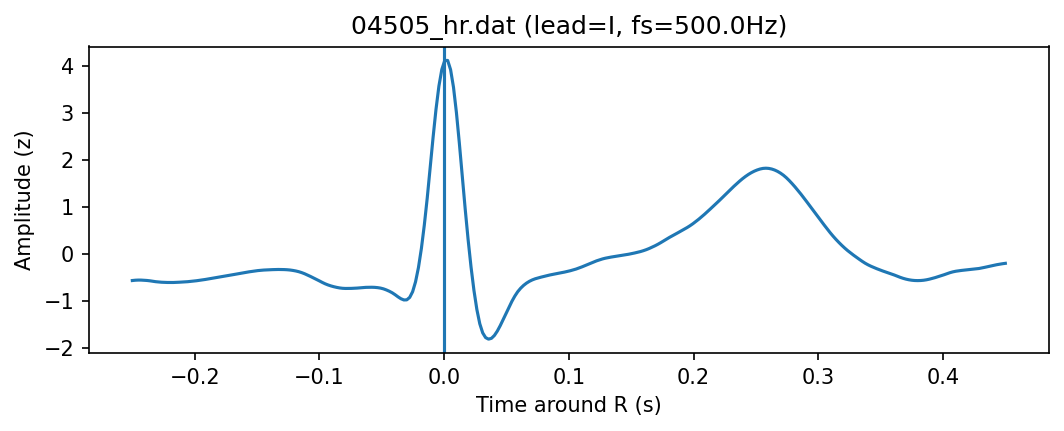 04505_hr.dat (lead=I, fs=500.0Hz)
Amplitude (z)
4
3
2
1
0
−1
−2
−0.2 −0.1 0.0 0.1 0.2 0.3 0.4
Time around R (s)